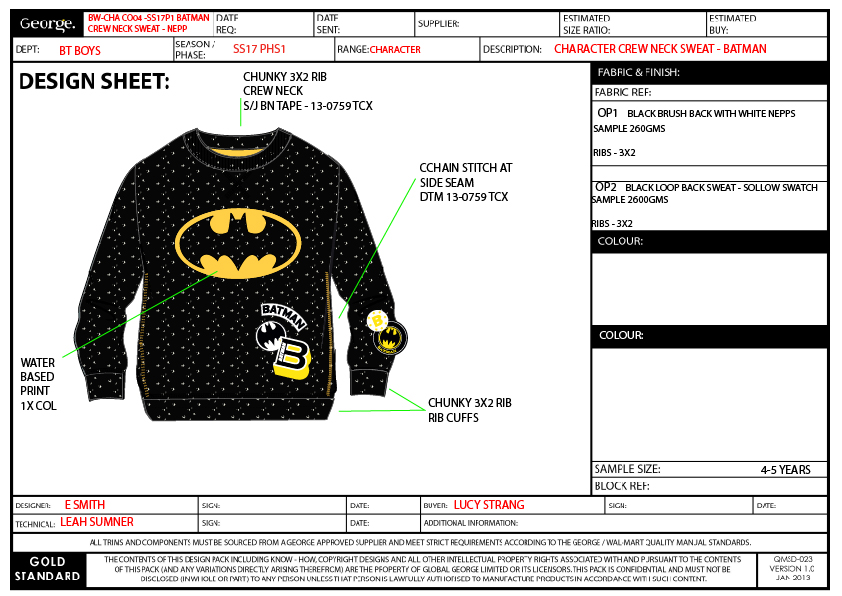 George.
BW-CHA CO04 -SS17P1 BATMAN
CREW NECK SWEAT - NEPP
DATE
REQ:
DATE
SENT:
SUPPLIER:
ESTIMATED
SIZE RATIO:
ESTIMATED
BUY:
DEPT: BT BOYS
SEASON /
PHASE: SS17 PHS1
RANGE: CHARACTER
DESCRIPTION: CHARACTER CREW NECK SWEAT - BATMAN
DESIGN SHEET:
CHUNKY 3X2 RIB
CREW NECK
S/J BN TAPE - 13-0759 TCX
CCHAIN STITCH AT
SIDE SEAM
DTM 13-0759 TCX
BATMAN
B
B
WATER
BASED
PRINT
1X COL
CHUNKY 3X2 RIB
RIB CUFFS
FABRIC & FINISH:
FABRIC REF:
OP1 BLACK BRUSH BACK WITH WHITE NEPPS
SAMPLE 260GMS
RIBS - 3X2
OP2 BLACK LOOP BACK SWEAT - SOLLOW SWATCH
SAMPLE 2600GMS
RIBS - 3X2
COLOUR:
COLOUR:
SAMPLE SIZE: 4-5 YEARS
BLOCK REF:
DESIGNER: E SMITH
SIGN:
DATE:
BUYER: LUCY STRANG
SIGN:
DATE:
TECHNICAL: LEAH SUMNER
SIGN:
DATE:
ADDITIONAL INFORMATION:
ALL TRIMS AND COMPONENTS MUST BE SOURCED FROM A GEORGE APPROVED SUPPLIER AND MEET STRICT REQUIREMENTS ACCORDING TO THE GEORGE / WAL-MART QUALITY MANUAL STANDARDS.
GOLD
STANDARD
THE CONTENTS OF THIS DESIGN PACK INCLUDING KNOW - HOW, COPYRIGHT DESIGNS AND ALL OTHER INTELLECTUAL PROPERTY RIGHTS ASSOCIATED WITH AND PURSUANT TO THE CONTENTS
OF THIS PACK (AND ANY VARIATIONS DIRECTLY ARISING THEREFROM) ARE THE PROPERTY OF GLOBAL GEORGE LIMITED OR ITS LICENSORS. THIS PACK IS CONFIDENTIAL AND MUST NOT BE
DISCLOSED (IN WHOLE OR PART) TO ANY PERSON UNLESS THAT PERSON IS LAWFULLY AUTHORISED TO MANUFACTURE PRODUCTS IN ACCORDANCE WITH SUCH CONTENT.
QMSD-023
VERSION 1.0
JAN 2013